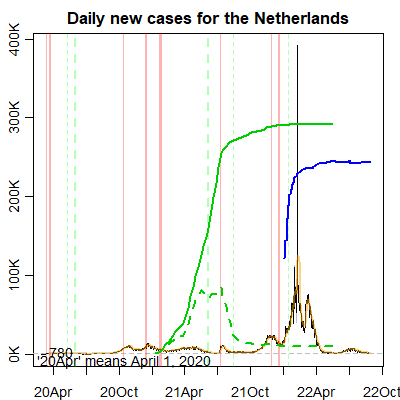 Daily new cases for the Netherlands
400K
300K
200K
100K
0K
780
'20Apr' means April 1, 2020
20Apr 20Oct 21Apr 21Oct 22Apr 22Oct